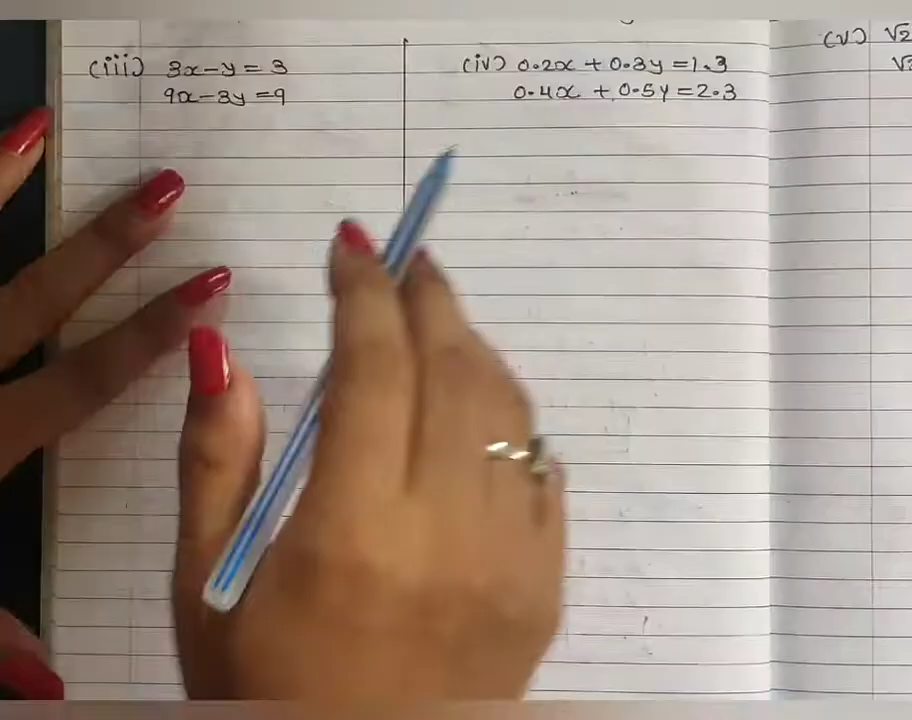 (iii) 3x-y = 3
9x-3y =9
(iv) 0.2x + 0.3y =1.3
0.4x + 0.5y = 2.3
(v) √2